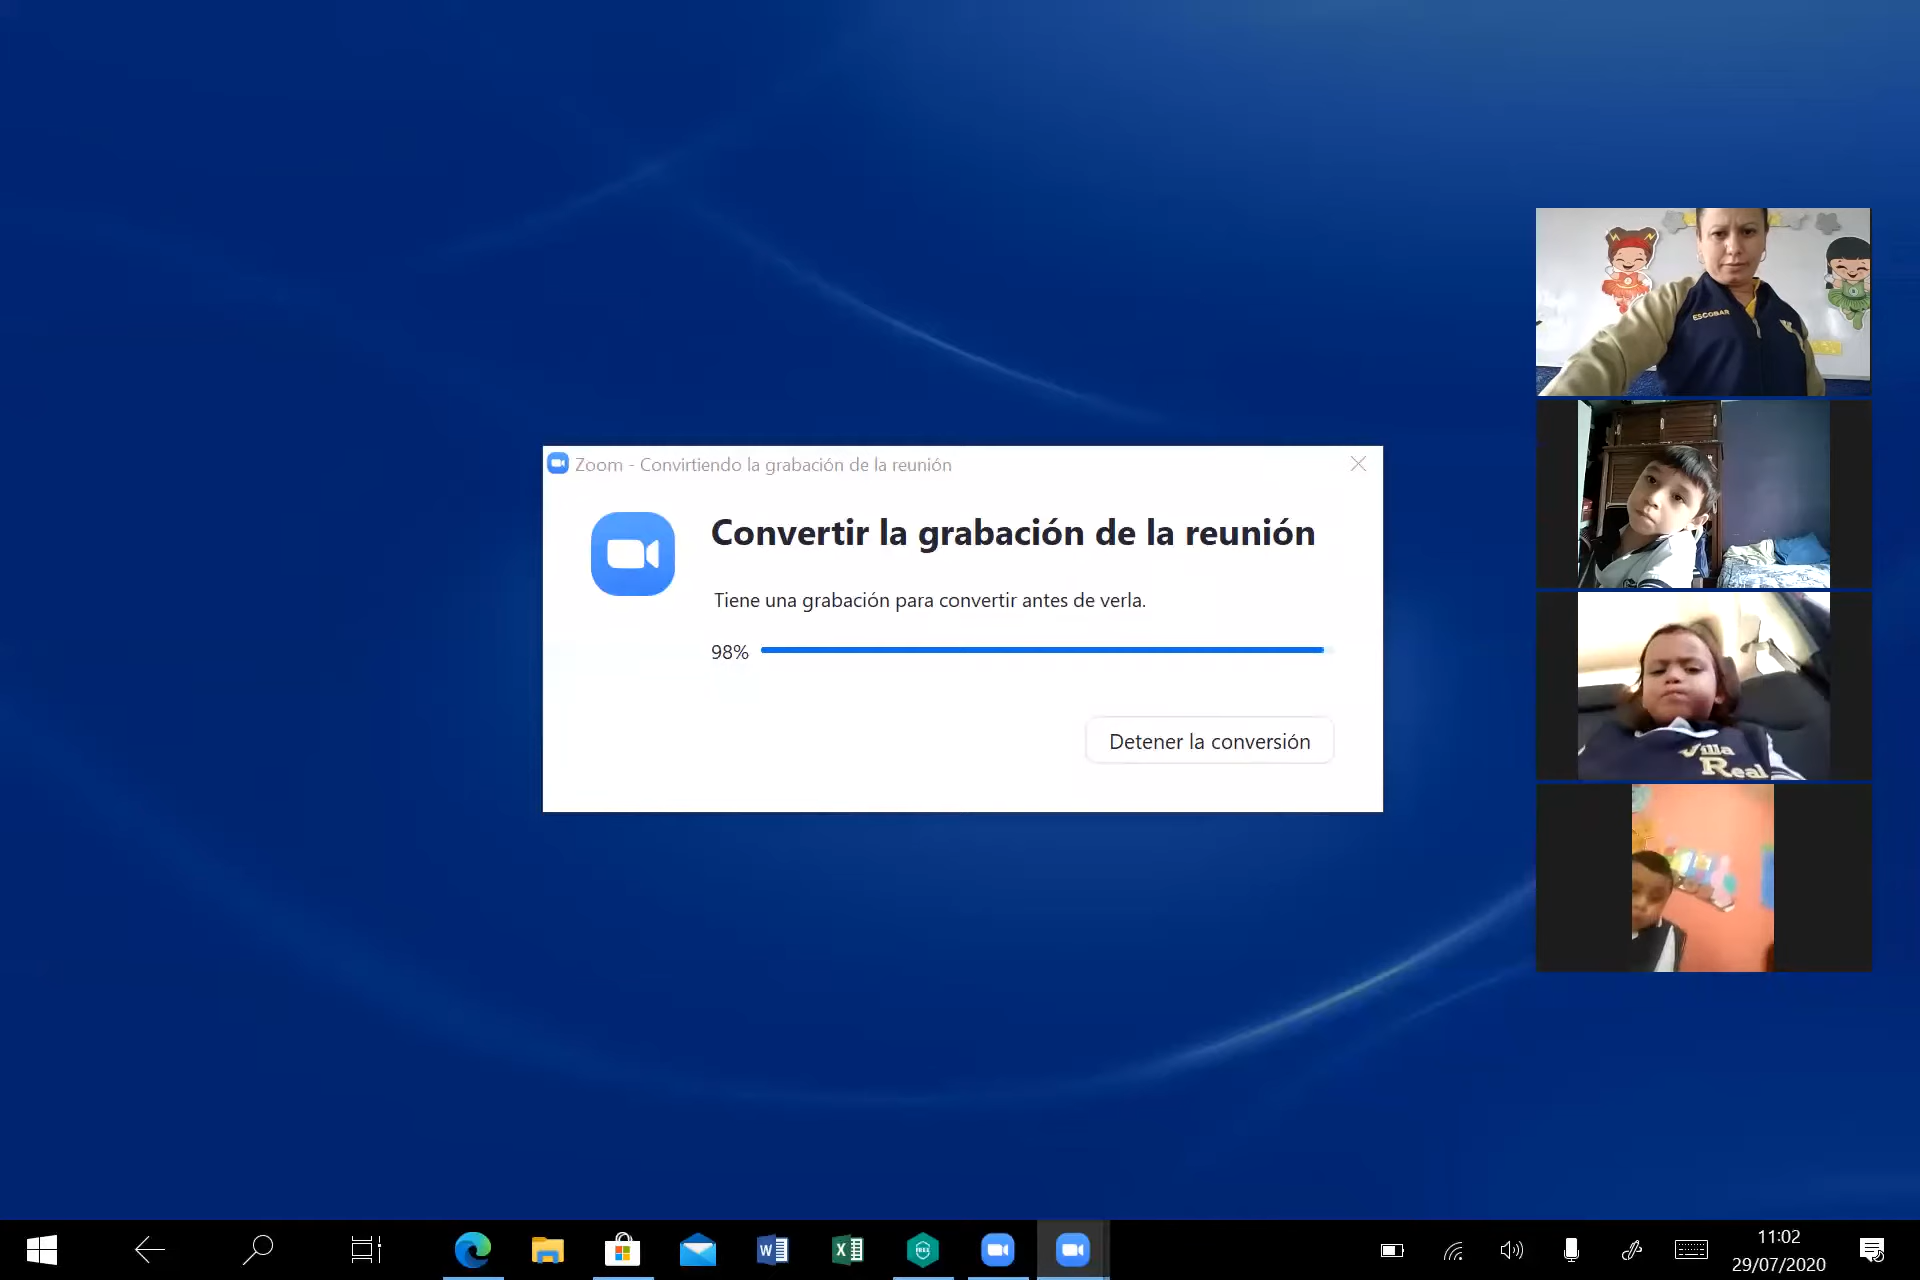 ESCOBAR
Zoom - Convirtiendo la grabación de la reunión
Convertir la grabación de la reunión
Tiene una grabación para convertir antes de verla.
98%
Detener la conversión
Villa
Real
FREE
11:02
29/07/2020